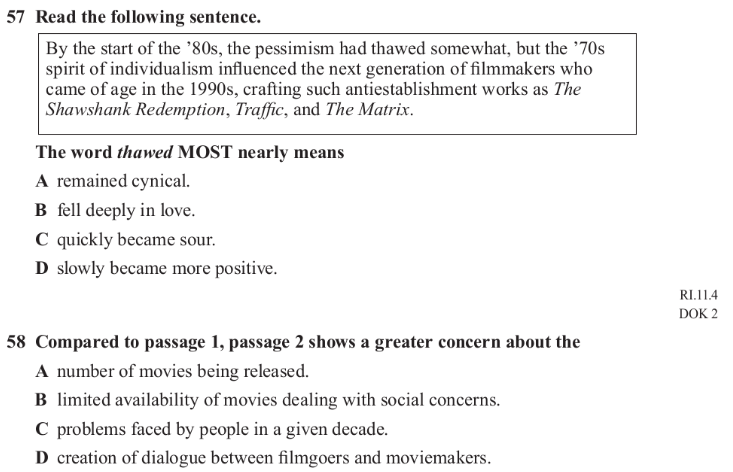 57 Read the following sentence.
By the start of the ’80s, the pessimism had thawed somewhat, but the ’70s
spirit of individualism influenced the next generation of filmmakers who
came of age in the 1990s, crafting such antiestablishment works as The
Shawshank Redemption, Traffic, and The Matrix.
The word thawed MOST nearly means
A remained cynical.
B fell deeply in love.
C quickly became sour.
D slowly became more positive.
RI.11.4
DOK 2
58 Compared to passage 1, passage 2 shows a greater concern about the
A number of movies being released.
B limited availability of movies dealing with social concerns.
C problems faced by people in a given decade.
D creation of dialogue between filmgoers and moviemakers.